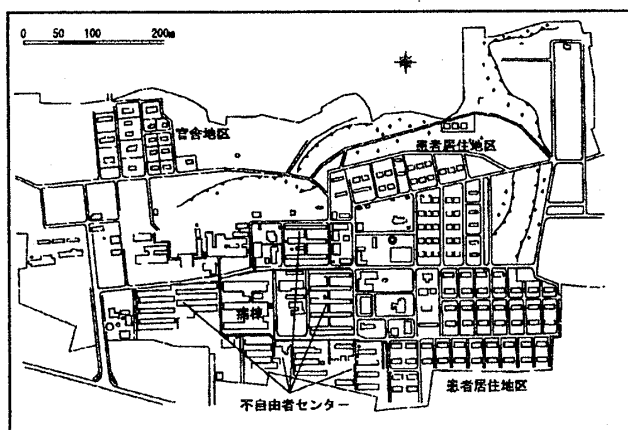 0 50 100 200m
官舎地区
患者居住地区
病棟
患者居住地区
不自由者センター